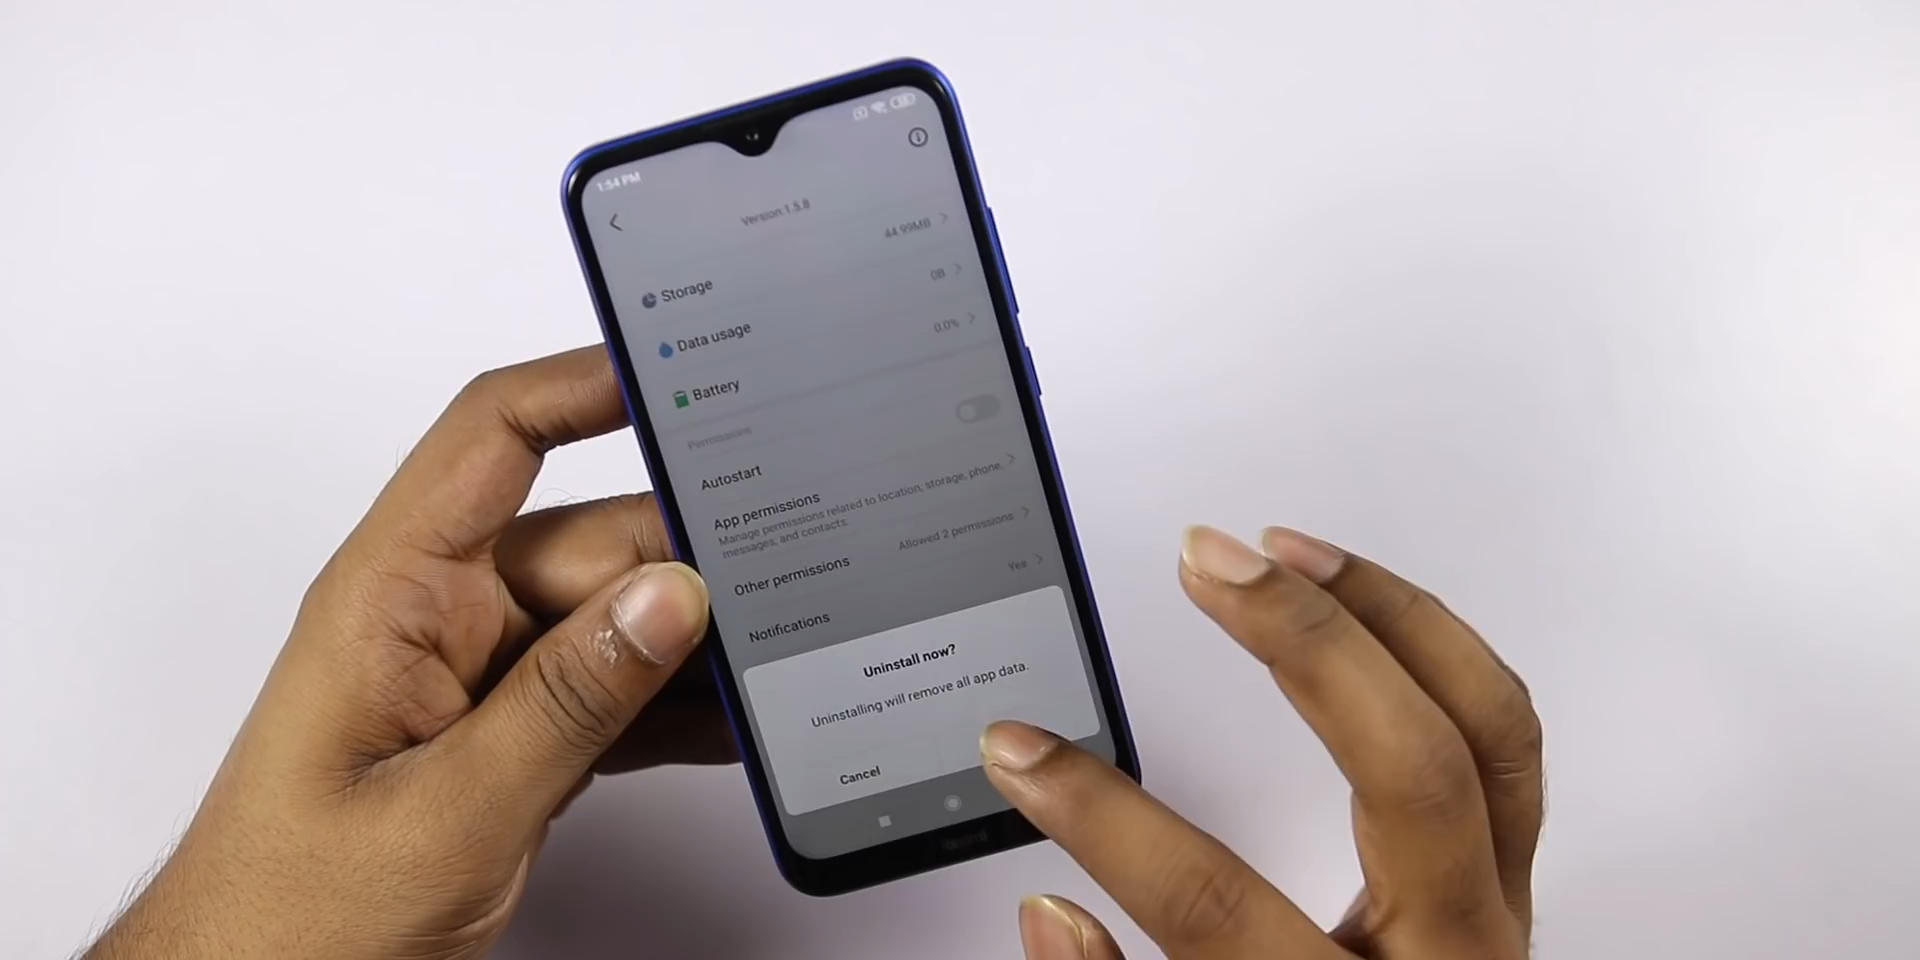 1:54 PM
Version:1.5.8
Storage 44.99MB
Data usage 0B
Battery 0.0%
Permissions
Autostart
App permissions
Manage permissions related to location, storage, phone,
messages, and contacts.
Other permissions Allowed 2 permissions
Notifications Yes
Uninstall now?
Uninstalling will remove all app data.
Cancel
Redmi